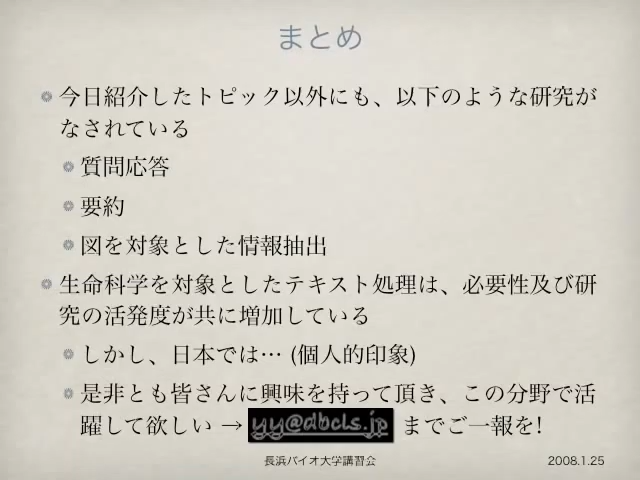 まとめ
今日紹介したトピック以外にも、以下のような研究が
なされている
質問応答
要約
図を対象とした情報抽出
生命科学を対象としたテキスト処理は、必要性及び研
究の活発度が共に増加している
しかし、日本では… (個人的印象)
是非とも皆さんに興味を持って頂き、この分野で活
躍して欲しい → yy@dbcls.jp までご一報を!
長浜バイオ大学講習会 2008.1.25